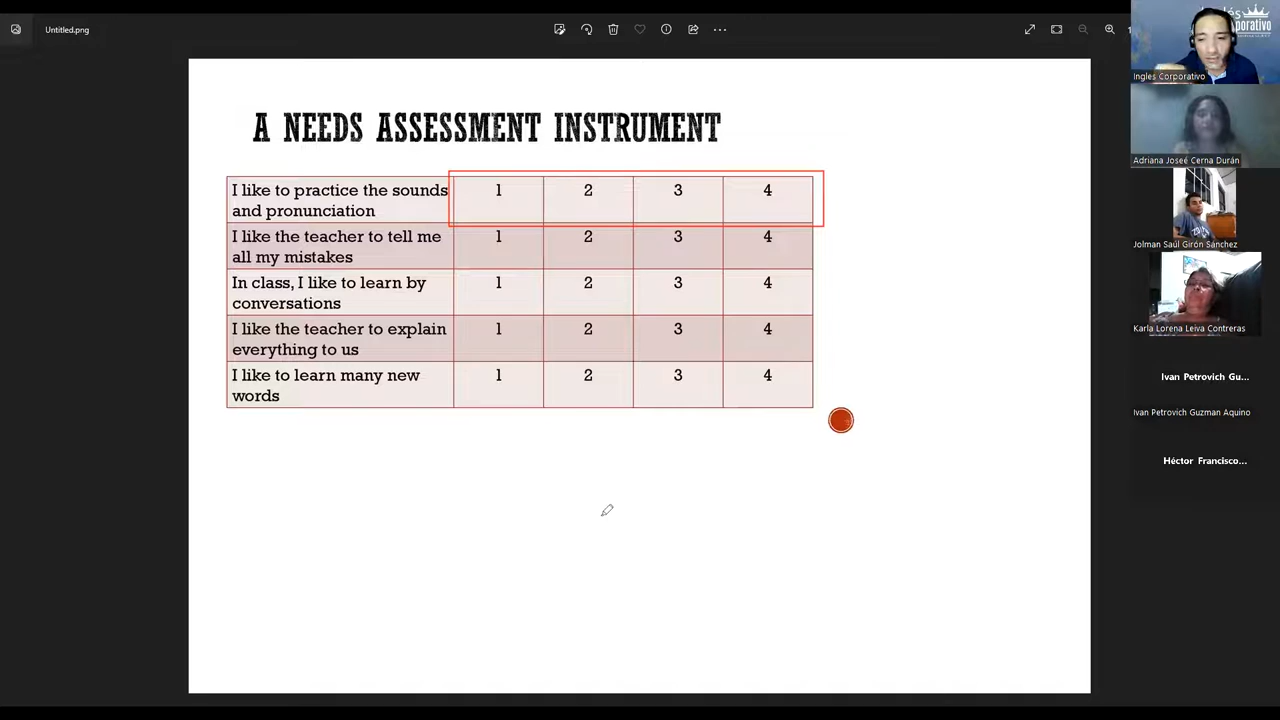 Untitled.png
A NEEDS ASSESSMENT INSTRUMENT
I like to practice the sounds and pronunciation 1 2 3 4
I like the teacher to tell me all my mistakes 1 2 3 4
In class, I like to learn by conversations 1 2 3 4
I like the teacher to explain everything to us 1 2 3 4
I like to learn many new words 1 2 3 4
Ingles Corporativo
Adriana Joseé Cerna Durán
Jolman Saúl Girón Sánchez
Karla Lorena Leiva Contreras
Ivan Petrovich Gu...
Ivan Petrovich Guzman Aquino
Héctor Francisco...